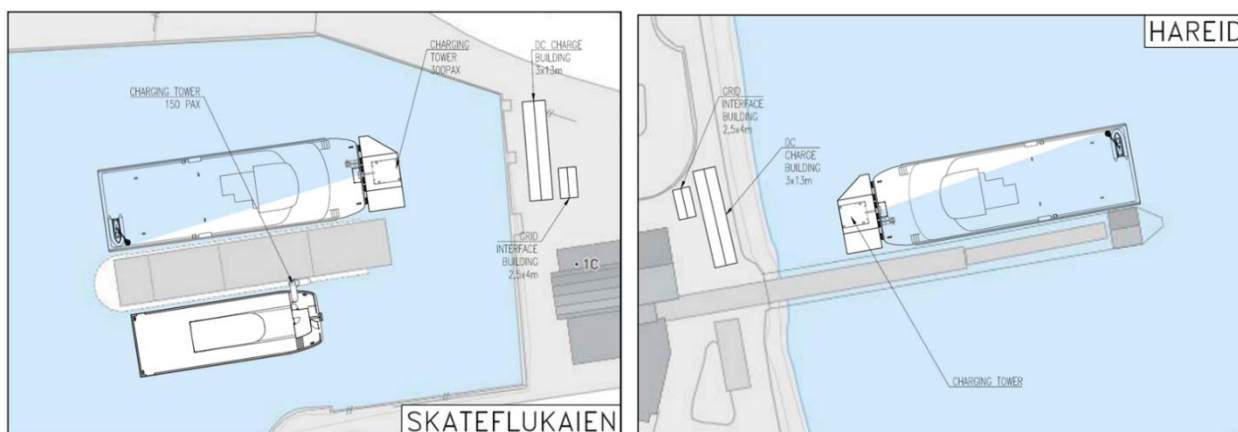 CHARGING
TOWER
300PAX
DC CHARGE
BUILDING
3x13m
CHARGING TOWER
150 PAX
GRID
INTERFACE
BUILDING
2,5x4m
1C
SKATEFLUKAIEN
HAREID
GRID
INTERFACE
BUILDING
2,5x4m
DC
CHARGE
BUILDING
3x13m
CHARGING TOWER